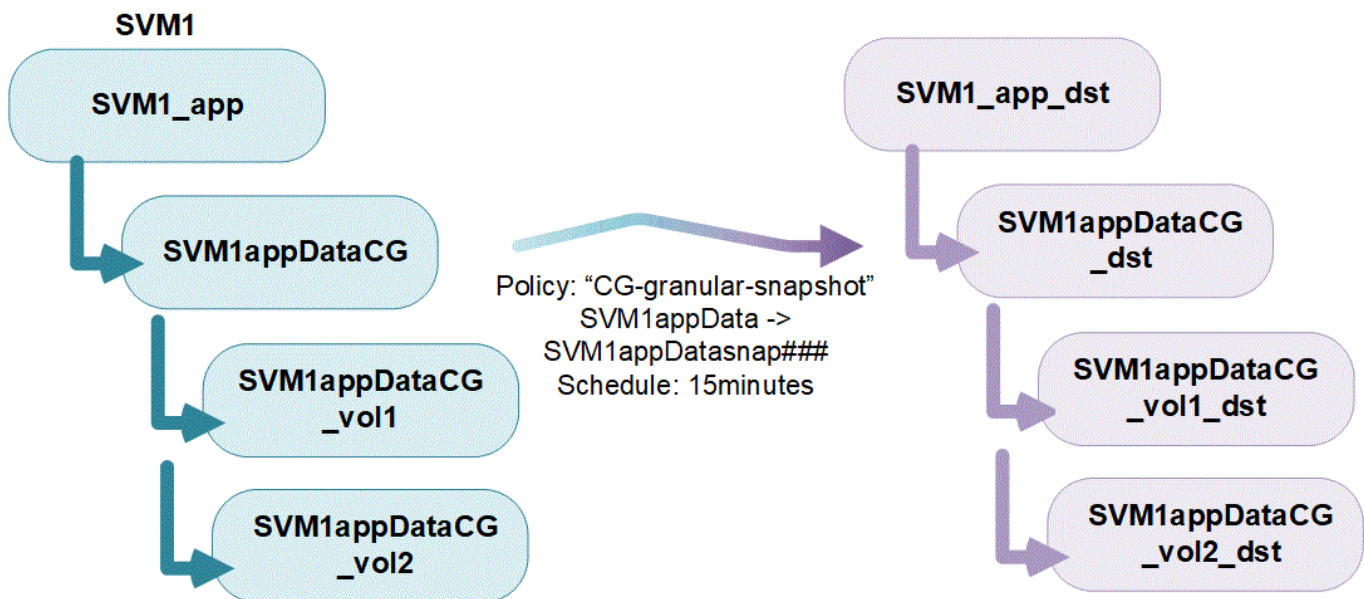 SVM1
SVM1_app
SVM1appDataCG
SVM1appDataCG
_vol1
SVM1appDataCG
_vol2
Policy: “CG-granular-snapshot”
SVM1appData ->
SVM1appDatasnap###
Schedule: 15minutes
SVM1_app_dst
SVM1appDataCG
_dst
SVM1appDataCG
_vol1_dst
SVM1appDataCG
_vol2_dst